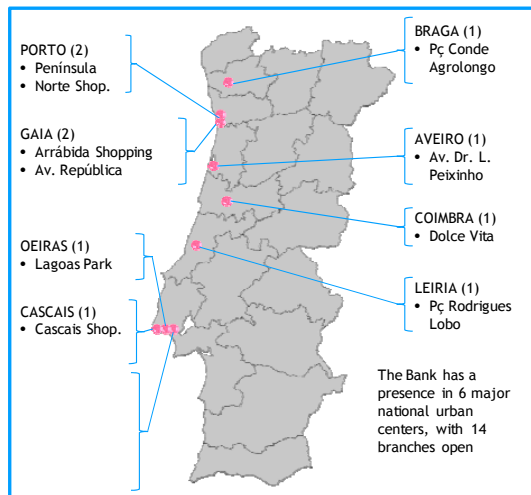 PORTO (2)
• Península
• Norte Shop.
GAIA (2)
• Arrábida Shopping
• Av. República
OEIRAS (1)
• Lagoas Park
CASCAIS (1)
• Cascais Shop.
BRAGA (1)
• Pç Conde
Agrolongo
AVEIRO (1)
• Av. Dr. L.
Peixinho
COIMBRA (1)
• Dolce Vita
LEIRIA (1)
• Pç Rodrigues
Lobo
The Bank has a
presence in 6 major
national urban
centers, with 14
branches open